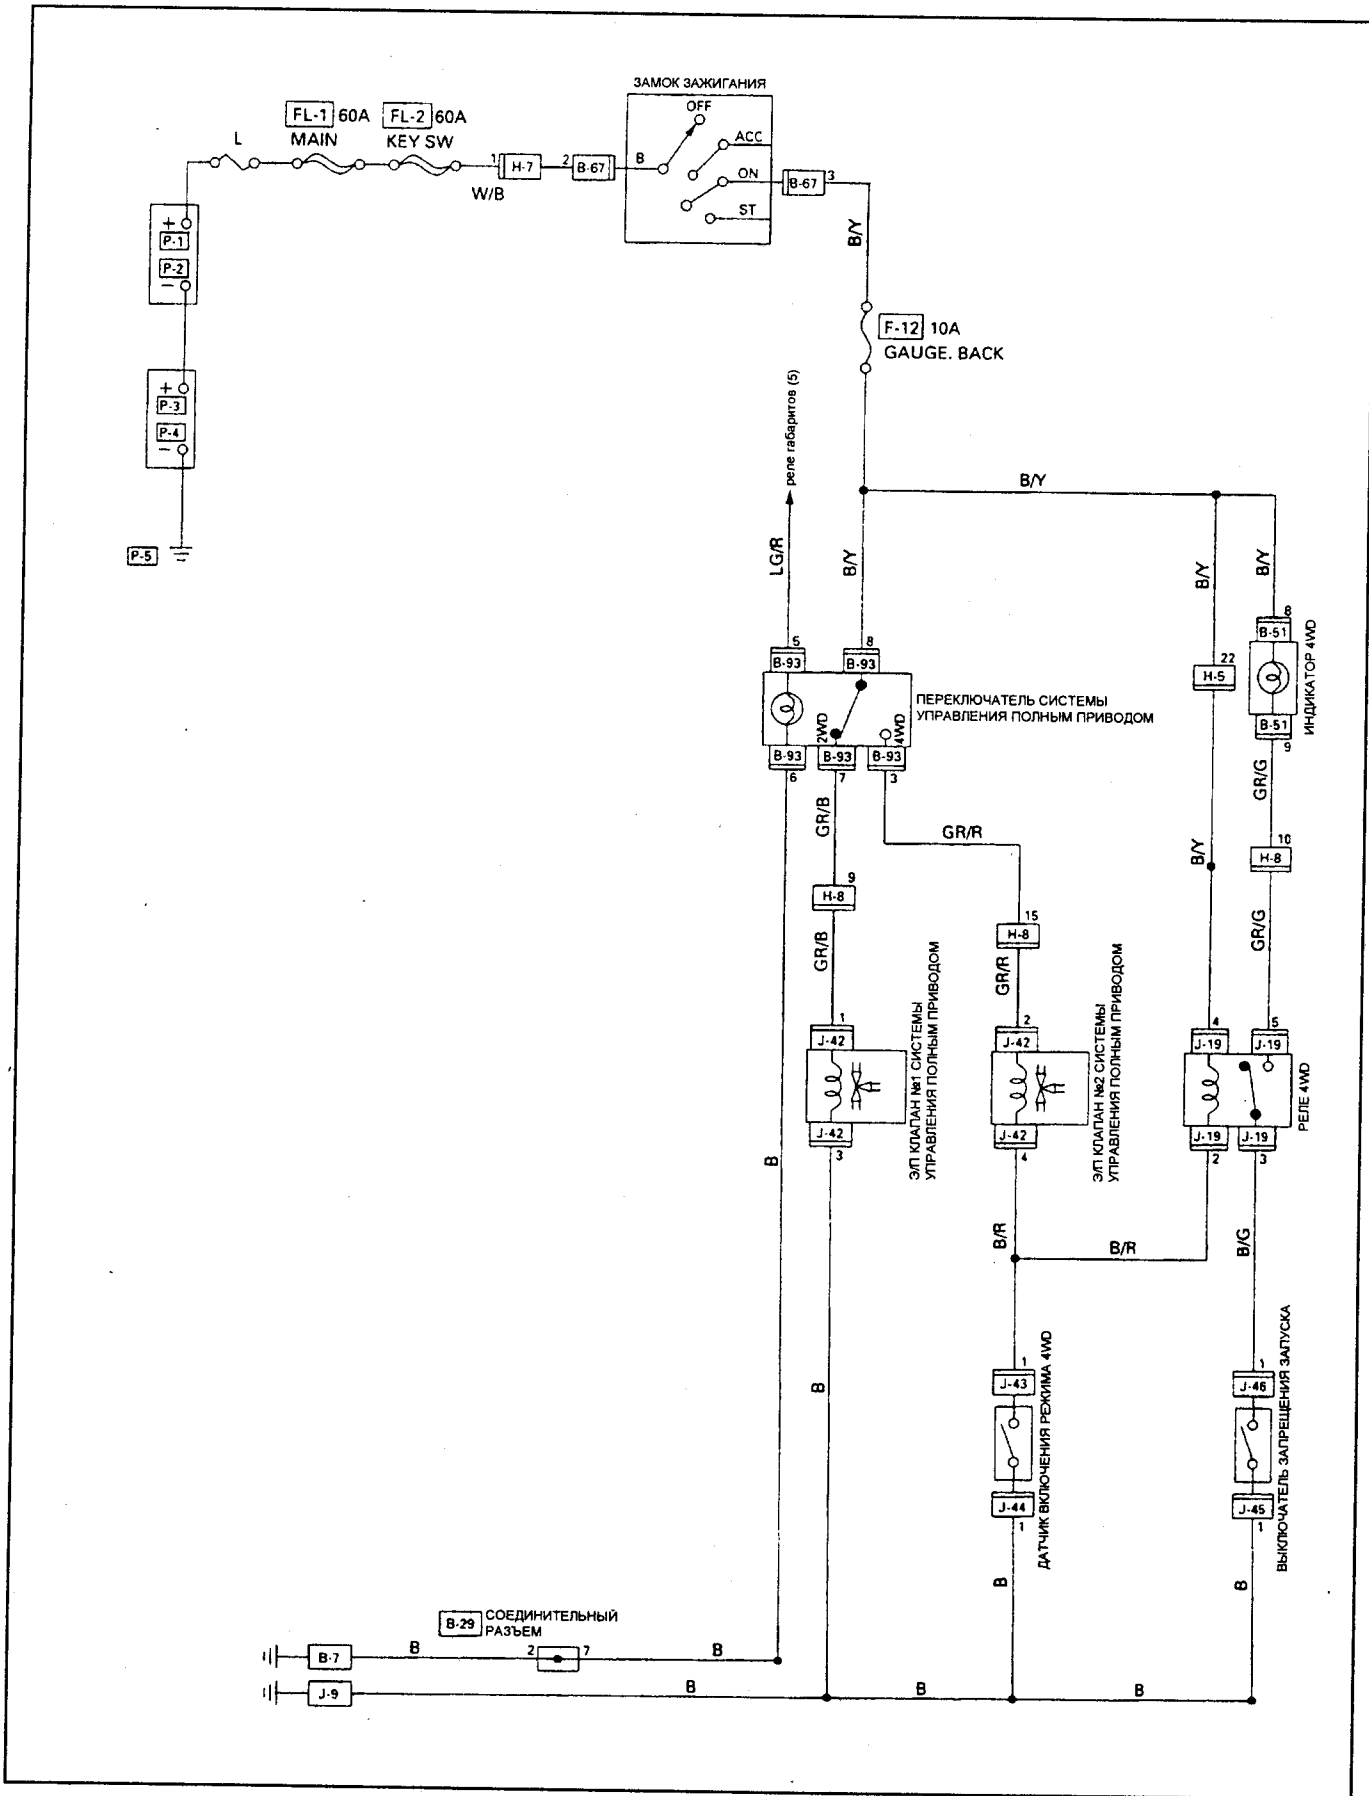 ЗАМОК ЗАЖИГАНИЯ
OFF
ACC
ON
ST
FL-1 60A
MAIN
FL-2 60A
KEY SW
L
1 H-7
W/B
2 B-67
B
B-67 3
B/Y
+
P-1
P-2
−
+
P-3
P-4
−
P-5
F-12 10A
GAUGE. BACK
реле габаритов (5)
LG/R
B/Y
B/Y
B/Y
B/Y
5
B-93
8
B-93
ПЕРЕКЛЮЧАТЕЛЬ СИСТЕМЫ
УПРАВЛЕНИЯ ПОЛНЫМ ПРИВОДОМ
2WD
4WD
B-93
6
B-93
7
B-93
3
22
H-5
8
B-51
ИНДИКАТОР 4WD
B-51
9
GR/B
GR/R
GR/G
B/Y
10
H-8
9
H-8
15
H-8
GR/B
GR/R
GR/G
1
J-42
Э/П КЛАПАН №1 СИСТЕМЫ
УПРАВЛЕНИЯ ПОЛНЫМ ПРИВОДОМ
J-42
3
2
J-42
Э/П КЛАПАН №2 СИСТЕМЫ
УПРАВЛЕНИЯ ПОЛНЫМ ПРИВОДОМ
J-42
4
4
J-19
5
J-19
РЕЛЕ 4WD
J-19
2
J-19
3
B
B/R
B/R
B/G
B
1
J-43
ДАТЧИК ВКЛЮЧЕНИЯ РЕЖИМА 4WD
J-44
1
1
J-46
ВЫКЛЮЧАТЕЛЬ ЗАПРЕЩЕНИЯ ЗАПУСКА
J-45
1
B
B
B-29 СОЕДИНИТЕЛЬНЫЙ
РАЗЪЕМ
B-7
B
2
7
B
J-9
B
B
B